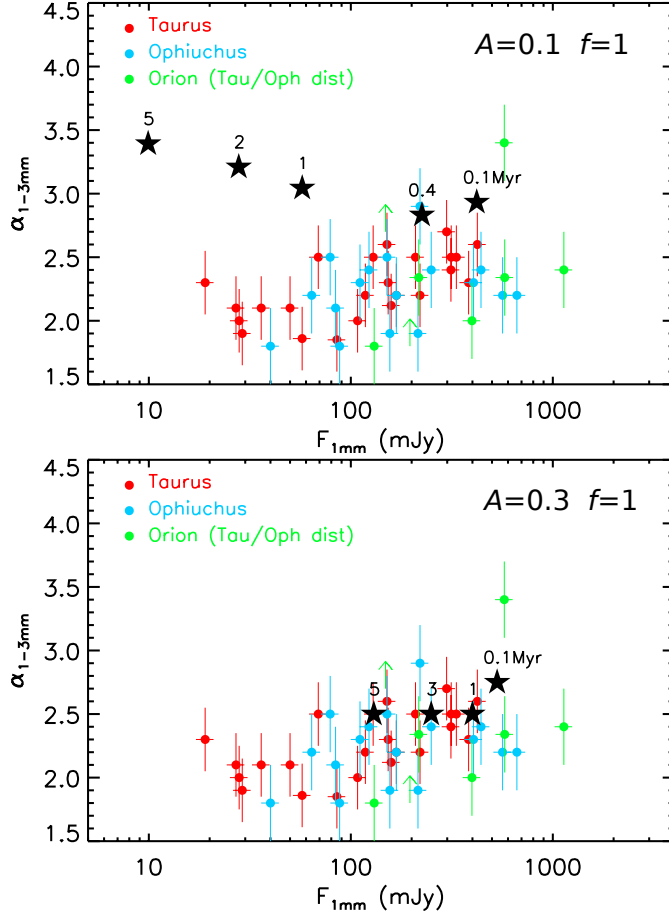 4.5
Taurus
A=0.1 f=1
Ophiuchus
4.0
Orion (Tau/Oph dist)
3.5
5
2
1
0.4
0.1Myr
3.0
2.5
2.0
1.5
α1-3mm
10
100
1000
F1mm (mJy)
4.5
Taurus
A=0.3 f=1
Ophiuchus
4.0
Orion (Tau/Oph dist)
3.5
3.0
5
3
1
0.1Myr
2.5
2.0
1.5
α1-3mm
10
100
1000
F1mm (mJy)